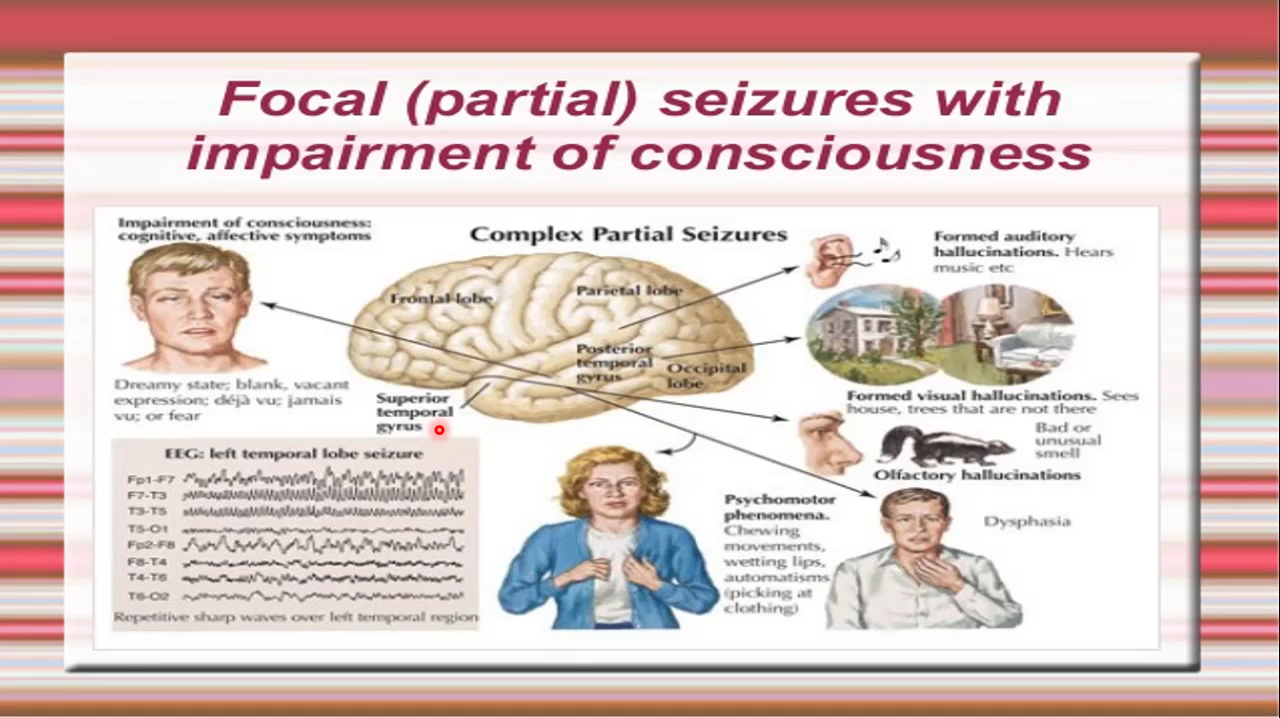 Focal (partial) seizures with
impairment of consciousness
Impairment of consciousness:
cognitive, affective symptoms
Complex Partial Seizures
Formed auditory
hallucinations. Hears
music etc
Frontal lobe
Parietal lobe
Posterior
temporal
gyrus
Occipital
lobe
Superior
temporal
gyrus
Dreamy state; blank, vacant
expression; déjà vu; jamais
vu; or fear
Formed visual hallucinations. Sees
house, trees that are not there
Bad or
unusual
smell
Olfactory hallucinations
EEG: left temporal lobe seizure
Fp1-F7
F7-T3
T3-T5
T5-O1
Fp2-F8
F8-T4
T4-T6
T6-O2
Repetitive sharp waves over left temporal region
Psychomotor
phenomena.
Chewing
movements,
wetting lips,
automatisms
(picking at
clothing)
Dysphasia